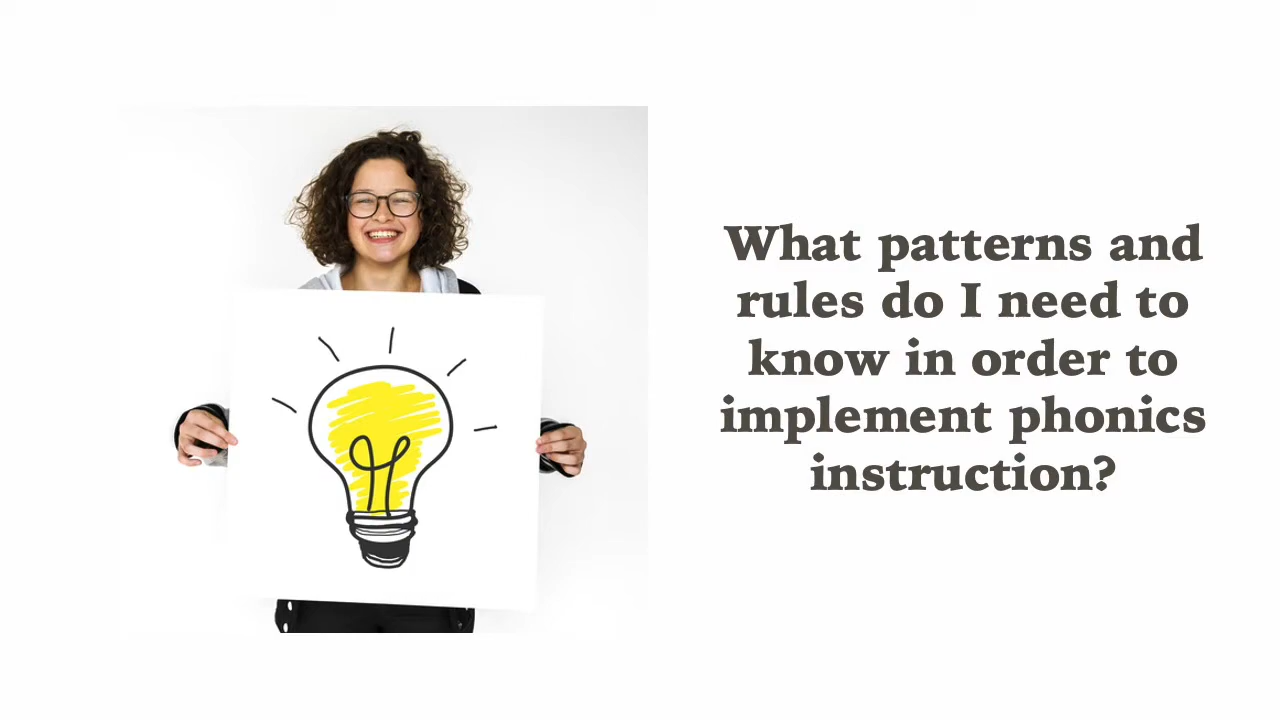 What patterns and
rules do I need to
know in order to
implement phonics
instruction?